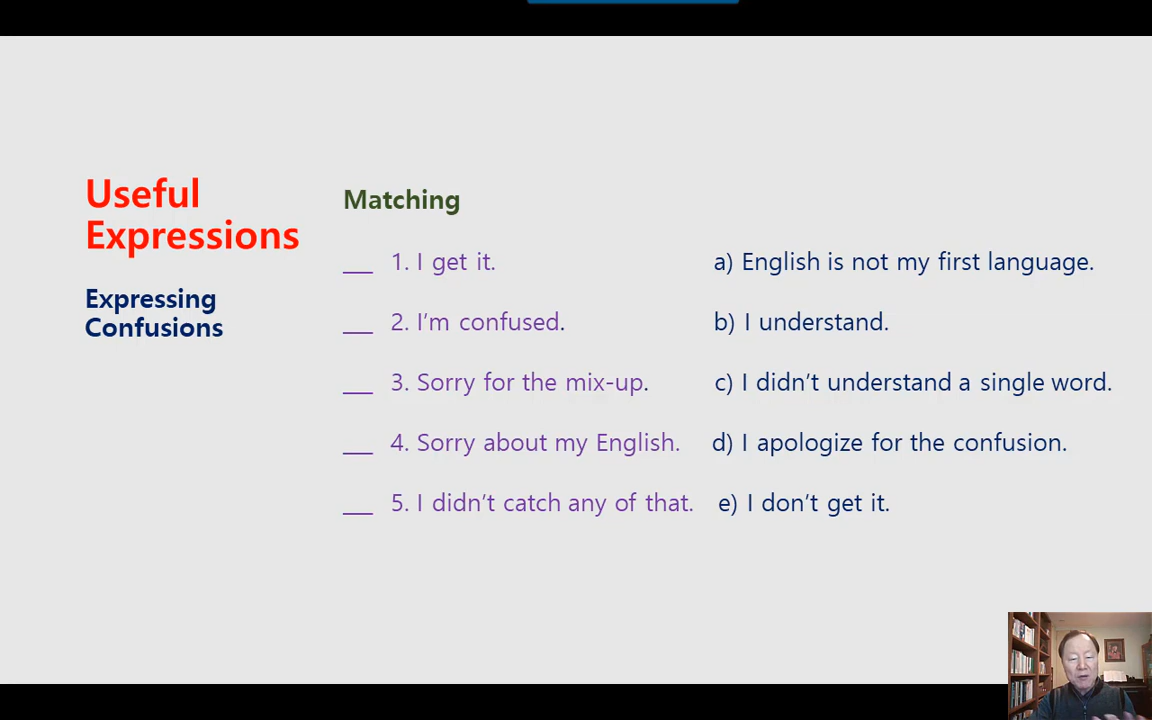 Useful
Expressions
Expressing
Confusions
Matching
___ 1. I get it. a) English is not my first language.
___ 2. I’m confused. b) I understand.
___ 3. Sorry for the mix-up. c) I didn’t understand a single word.
___ 4. Sorry about my English. d) I apologize for the confusion.
___ 5. I didn’t catch any of that. e) I don’t get it.